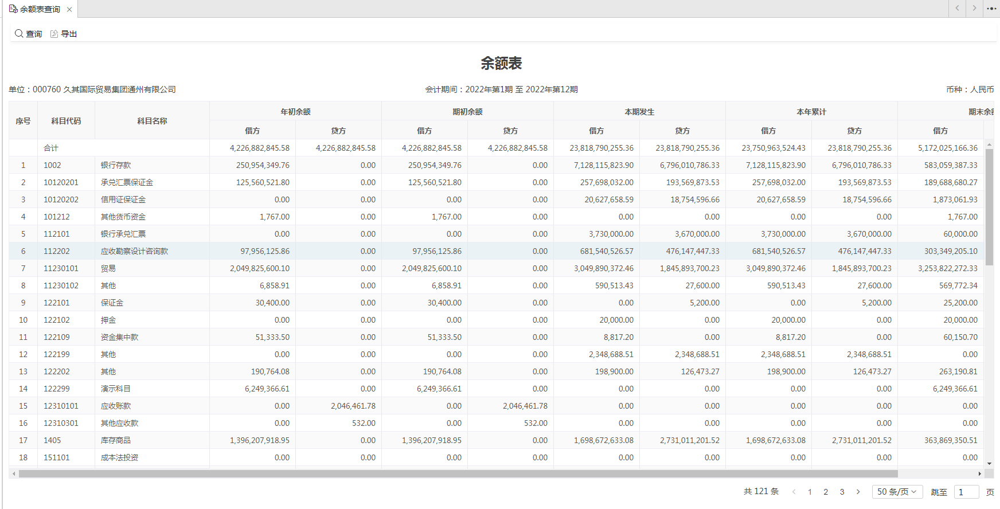 余额表查询
查询 导出
余额表
单位：000760 久其国际贸易集团通州有限公司 会计期间：2022年第1期 至 2022年第12期 币种：人民币
序号 科目代码 科目名称 年初余额 期初余额 本期发生 本年累计 期末余
借方 贷方 借方 贷方 借方 贷方 借方 贷方 借方
合计 4,226,882,845.58 4,226,882,845.58 4,226,882,845.58 4,226,882,845.58 23,818,790,255.36 23,818,790,255.36 23,750,963,524.43 23,818,790,255.36 5,172,025,166.36
1 1002 银行存款 250,954,349.76 0.00 250,954,349.76 0.00 7,128,115,823.90 6,796,010,786.33 7,128,115,823.90 6,796,010,786.33 583,059,387.33
2 10120201 承兑汇票保证金 125,560,521.80 0.00 125,560,521.80 0.00 257,698,032.00 193,569,873.53 257,698,032.00 193,569,873.53 189,688,680.27
3 10120202 信用证保证金 0.00 0.00 0.00 0.00 20,627,658.59 18,754,596.66 20,627,658.59 18,754,596.66 1,873,061.93
4 101212 其他货币资金 1,767.00 0.00 1,767.00 0.00 0.00 0.00 0.00 0.00 1,767.00
5 112101 银行承兑汇票 0.00 0.00 0.00 0.00 3,730,000.00 3,670,000.00 3,730,000.00 3,670,000.00 60,000.00
6 112202 应收勘察设计咨询款 97,956,125.86 0.00 97,956,125.86 0.00 681,540,526.57 476,147,447.33 681,540,526.57 476,147,447.33 303,349,205.10
7 11230101 贸易 2,049,825,600.10 0.00 2,049,825,600.10 0.00 3,049,890,372.46 1,845,893,700.23 3,049,890,372.46 1,845,893,700.23 3,253,822,272.33
8 11230102 其他 6,858.91 0.00 6,858.91 0.00 590,513.43 27,600.00 590,513.43 27,600.00 569,772.34
9 122101 保证金 30,400.00 0.00 30,400.00 0.00 0.00 5,200.00 0.00 5,200.00 25,200.00
10 122102 押金 0.00 0.00 0.00 0.00 20,000.00 0.00 20,000.00 0.00 20,000.00
11 122109 资金集中款 51,333.50 0.00 51,333.50 0.00 8,817.20 0.00 8,817.20 0.00 60,150.70
12 122199 其他 0.00 0.00 0.00 0.00 2,348,688.51 2,348,688.51 2,348,688.51 2,348,688.51 0.00
13 122202 其他 190,764.08 0.00 190,764.08 0.00 198,900.00 126,473.27 198,900.00 126,473.27 263,190.81
14 122299 演示科目 6,249,366.61 0.00 6,249,366.61 0.00 0.00 0.00 0.00 0.00 6,249,366.61
15 12310101 应收账款 0.00 2,046,461.78 0.00 2,046,461.78 0.00 0.00 0.00 0.00 0.00
16 12310301 其他应收款 0.00 532.00 0.00 532.00 0.00 0.00 0.00 0.00 0.00
17 1405 库存商品 1,396,207,918.95 0.00 1,396,207,918.95 0.00 1,698,672,633.08 2,731,011,201.52 1,698,672,633.08 2,731,011,201.52 363,869,350.51
18 151101 成本法投资 0.00 0.00 0.00 0.00 0.00 0.00 0.00 0.00 0.00
共 121 条 1 2 3 50 条/页 跳至 1 页